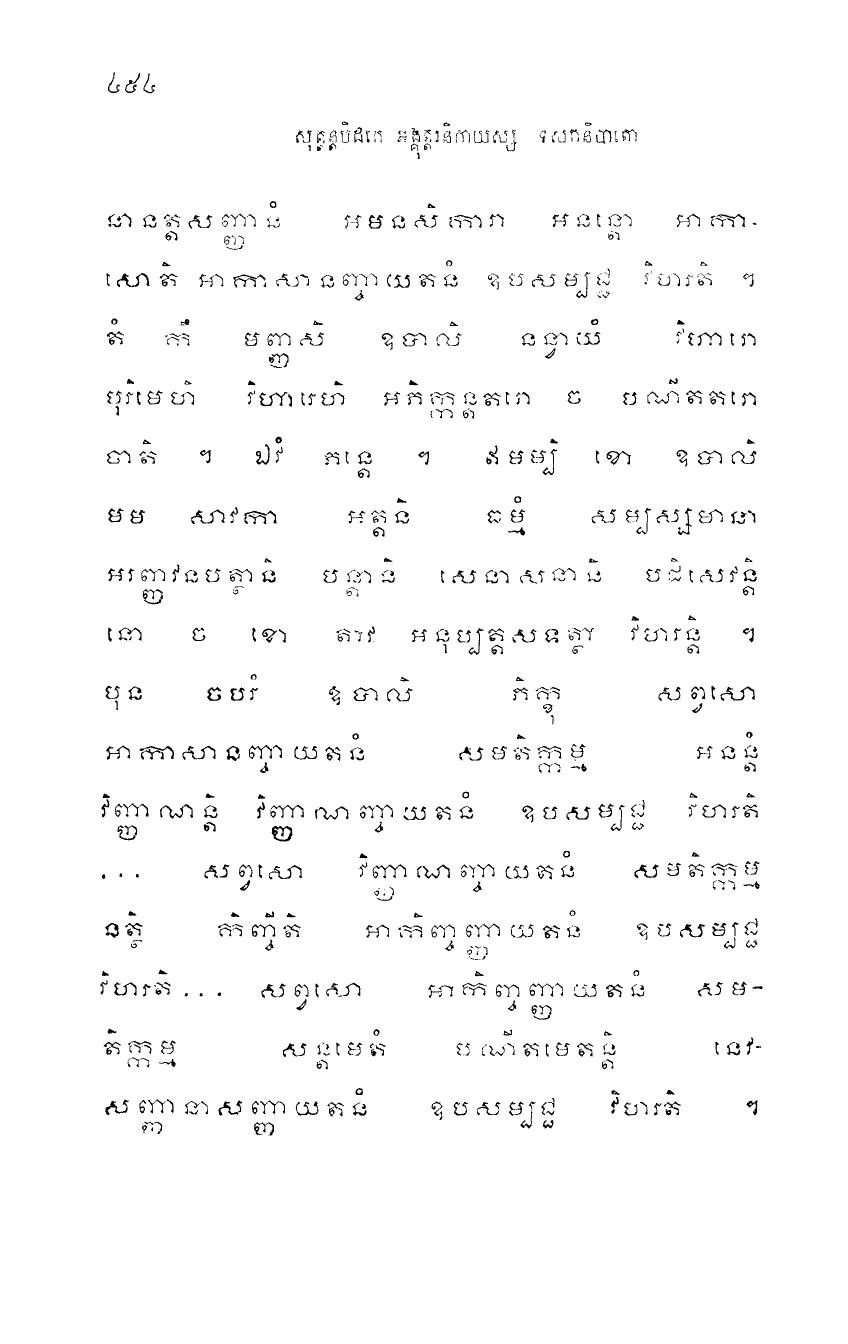 ៤៥៤
សុត្តន្តបិដកេ អង្គុត្តរនិកាយស្ស ទសកនិបាតោ
នានត្តសញ្ញានំ អមនសិការា អនន្តោ អាកា-
សោតិ អាកាសានញ្ចាយតនំ ឧបសម្បជ្ជ វិហរតិ ។
តំ កឹ មញ្ញសិ ឧបាលិ នន្វាយំ វិហារោ
បុរិមេហិ វិហារេហិ អភិក្កន្តតរោ ច បណីតតរោ
ចាតិ ។ ឯវំ ភន្តេ ។ ឥមម្បិ ខោ ឧបាលិ
មម សាវកា អត្តនិ ធម្មំ សម្បស្សមានា
អរញ្ញវនបត្ថានិ បន្តានិ សេនាសនានិ បដិសេវន្តិ
នោ ច ខោ តាវ អនុប្បត្តសទត្ថា វិហរន្តិ ។
បុន ចបរំ ឧបាលិ ភិក្ខុ សព្វសោ
អាកាសានញ្ចាយតនំ សមតិក្កម្ម អនន្តំ
វិញ្ញាណន្តិ វិញ្ញាណញ្ចាយតនំ ឧបសម្បជ្ជ វិហរតិ
... សព្វសោ វិញ្ញាណញ្ចាយតនំ សមតិក្កម្ម
នត្ថិ កិញ្ចីតិ អាកិញ្ចញ្ញាយតនំ ឧបសម្បជ្ជ
វិហរតិ ... សព្វសោ អាកិញ្ចញ្ញាយតនំ សម-
តិក្កម្ម សន្តមេតំ បណីតមេតន្តិ នេវ-
សញ្ញានាសញ្ញាយតនំ ឧបសម្បជ្ជ វិហរតិ ។